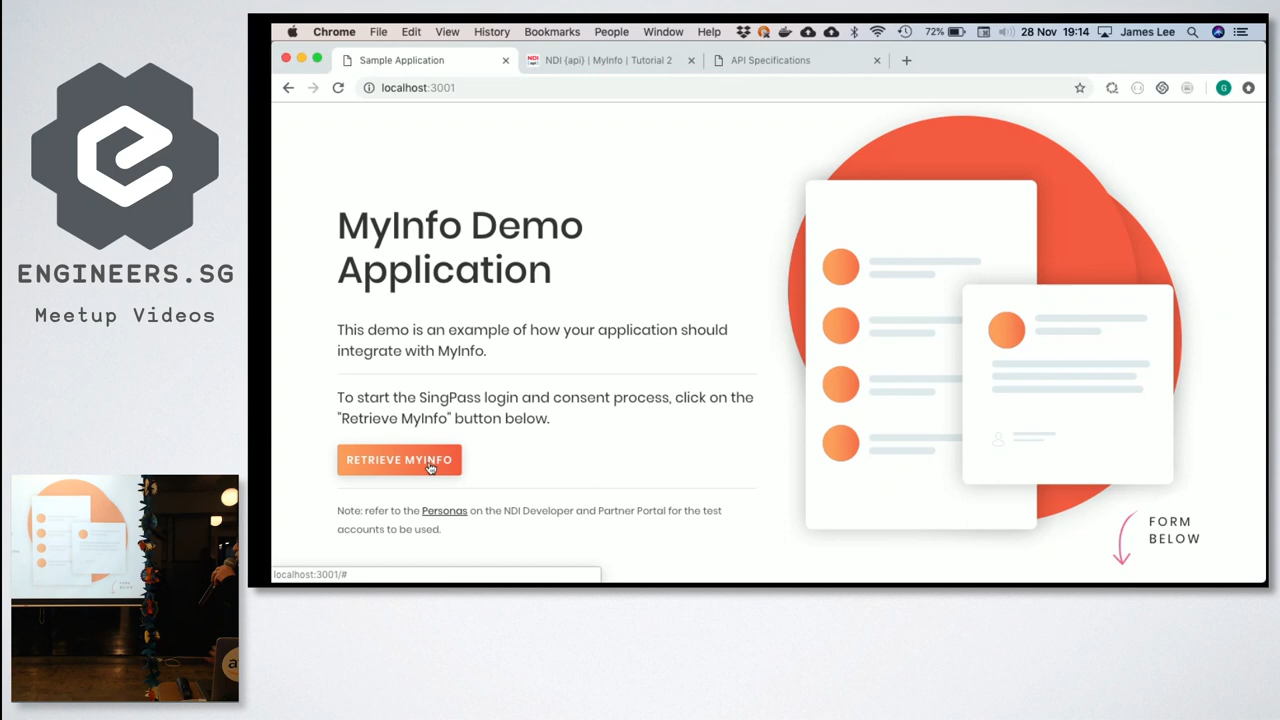 ENGINEERS.SG
Meetup Videos
Chrome File Edit View History Bookmarks People Window Help 72% 28 Nov 19:14 James Lee
Sample Application
NDI {api} | MyInfo | Tutorial 2
API Specifications
localhost:3001
G
MyInfo Demo
Application
This demo is an example of how your application should
integrate with MyInfo.
To start the SingPass login and consent process, click on the
"Retrieve MyInfo" button below.
RETRIEVE MYINFO
Note: refer to the Personas on the NDI Developer and Partner Portal for the test
accounts to be used.
FORM
BELOW
localhost:3001/#